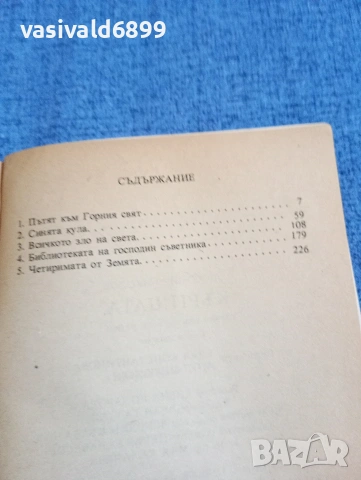 vasivald6899
СЪДЪРЖАНИЕ
1. Пътят към Горния свят 7
2. Синята кула. 59
3. Всичкото зло на света. 108
4. Библиотеката на господин съветника 179
5. Четиримата от Земята. 226
BAZAR